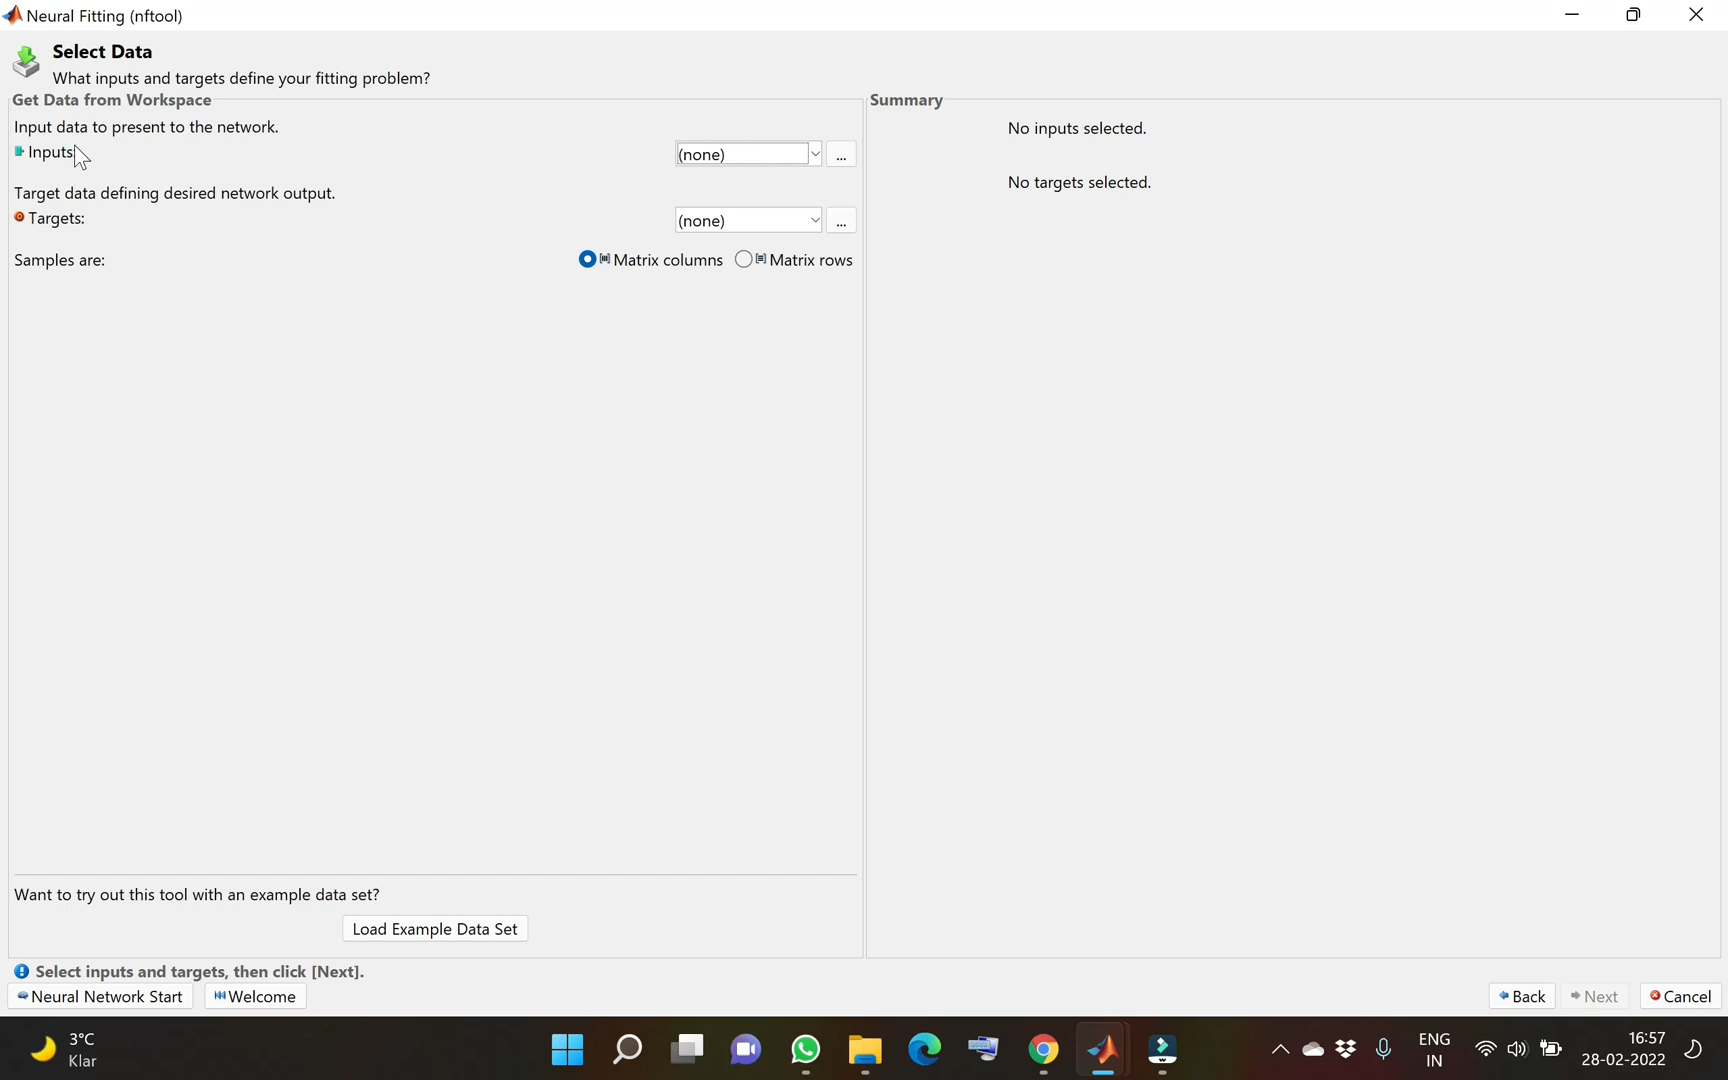 Neural Fitting (nftool)
Select Data
What inputs and targets define your fitting problem?
Get Data from Workspace
Input data to present to the network.
Inputs
(none)
...
Target data defining desired network output.
Targets:
(none)
...
Samples are:
Matrix columns
Matrix rows
Summary
No inputs selected.
No targets selected.
Want to try out this tool with an example data set?
Load Example Data Set
Select inputs and targets, then click [Next].
Neural Network Start
Welcome
Back
Next
Cancel
3°C
Klar
ENG
IN
16:57
28-02-2022